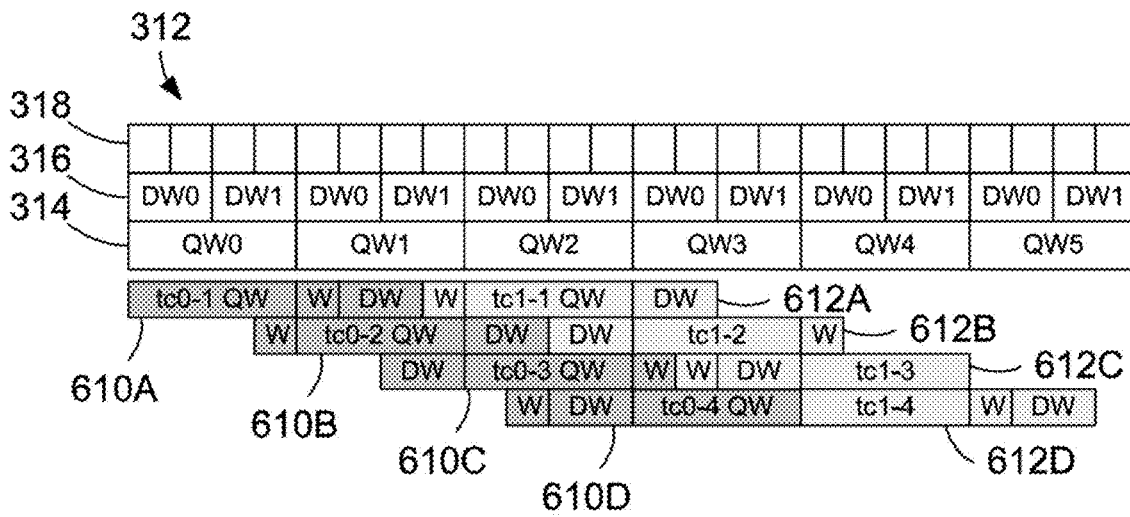 312
318
316
314
DW0 DW1 DW0 DW1 DW0 DW1 DW0 DW1 DW0 DW1 DW0 DW1
QW0 QW1 QW2 QW3 QW4 QW5
tc0-1 QW W DW W tc1-1 QW DW 612A
W tc0-2 QW DW DW tc1-2 W 612B
DW tc0-3 QW W W DW tc1-3 612C
W DW tc0-4 QW tc1-4 W DW
610A
610B
610C
610D
612D